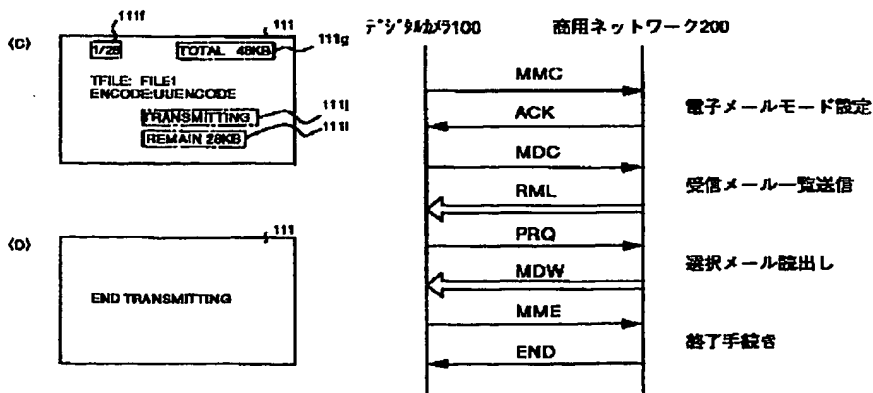 (C)
111f
111
111g
1/28
TOTAL 48KB
TFILE: FILE1
ENCODE:UUENCODE
TRANSMITTING
111j
REMAIN 28KB
111i
(D)
111
END TRANSMITTING
デジタルカメラ100
商用ネットワーク200
MMC
ACK
電子メールモード設定
MDC
RML
受信メール一覧送信
PRQ
MDW
選択メール読出し
MME
END
終了手続き